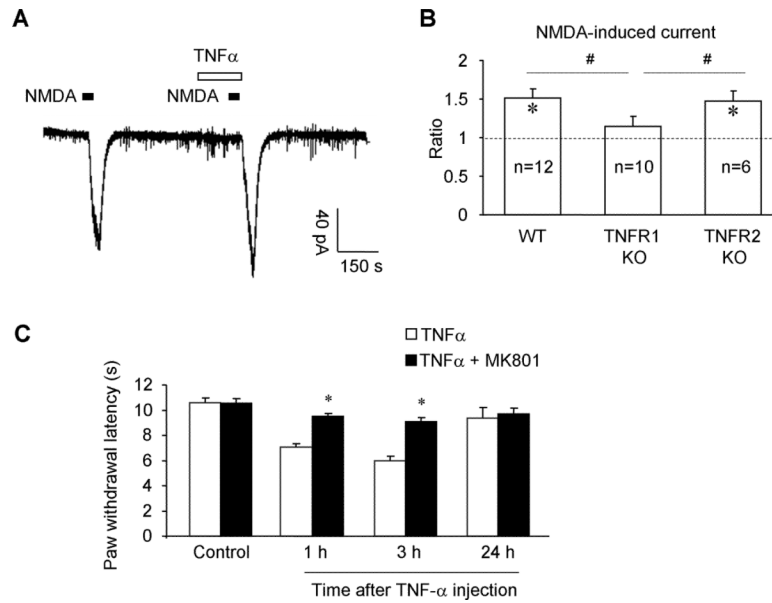 A
TNFα
NMDA
NMDA
40 pA
150 s
B
NMDA-induced current
#
#
2
1.5
1
0.5
0
Ratio
*
*
n=12
n=10
n=6
WT
TNFR1
KO
TNFR2
KO
C
TNFα
TNFα + MK801
Paw withdrawal latency (s)
12
10
8
6
4
2
0
*
*
Control
1 h
3 h
24 h
Time after TNF-α injection